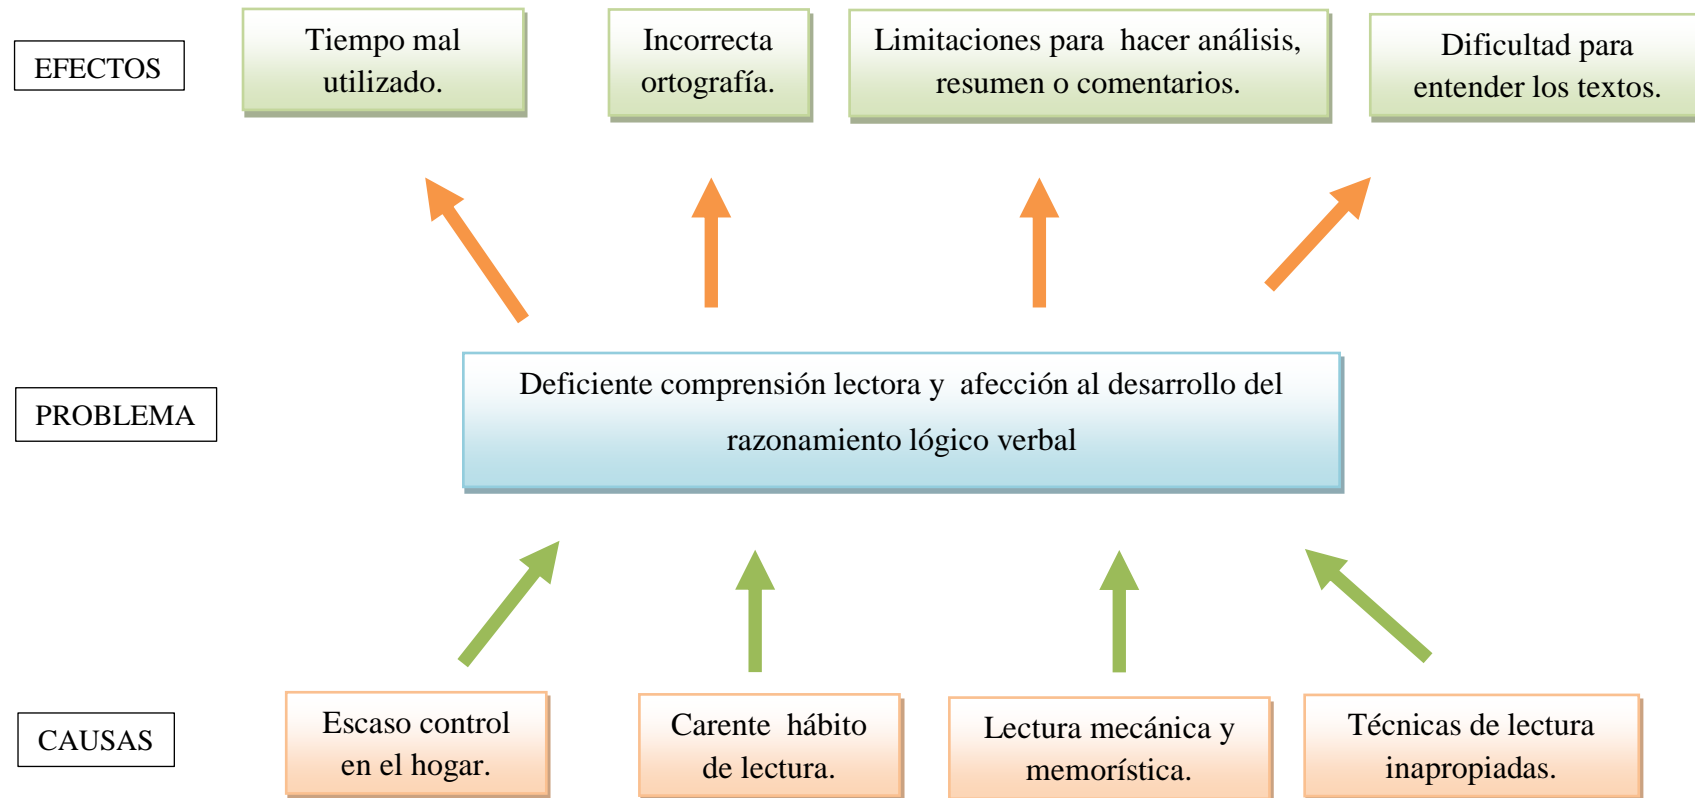 EFECTOS
Tiempo mal
utilizado.
Incorrecta
ortografía.
Limitaciones para hacer análisis,
resumen o comentarios.
Dificultad para
entender los textos.
PROBLEMA
Deficiente comprensión lectora y afección al desarrollo del
razonamiento lógico verbal
CAUSAS
Escaso control
en el hogar.
Carente hábito
de lectura.
Lectura mecánica y
memorística.
Técnicas de lectura
inapropiadas.